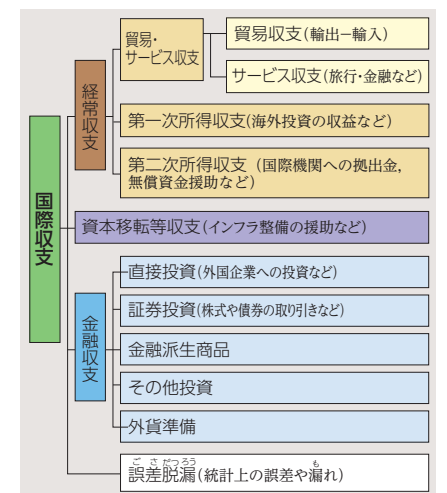 国際収支
経常収支
貿易・
サービス収支
貿易収支(輸出−輸入)
サービス収支(旅行・金融など)
第一次所得収支(海外投資の収益など)
第二次所得収支(国際機関への拠出金,
無償資金援助など)
資本移転等収支(インフラ整備の援助など)
金融収支
直接投資(外国企業への投資など)
証券投資(株式や債券の取り引きなど)
金融派生商品
その他投資
外貨準備
ごさだつろう
も
誤差脱漏(統計上の誤差や漏れ)